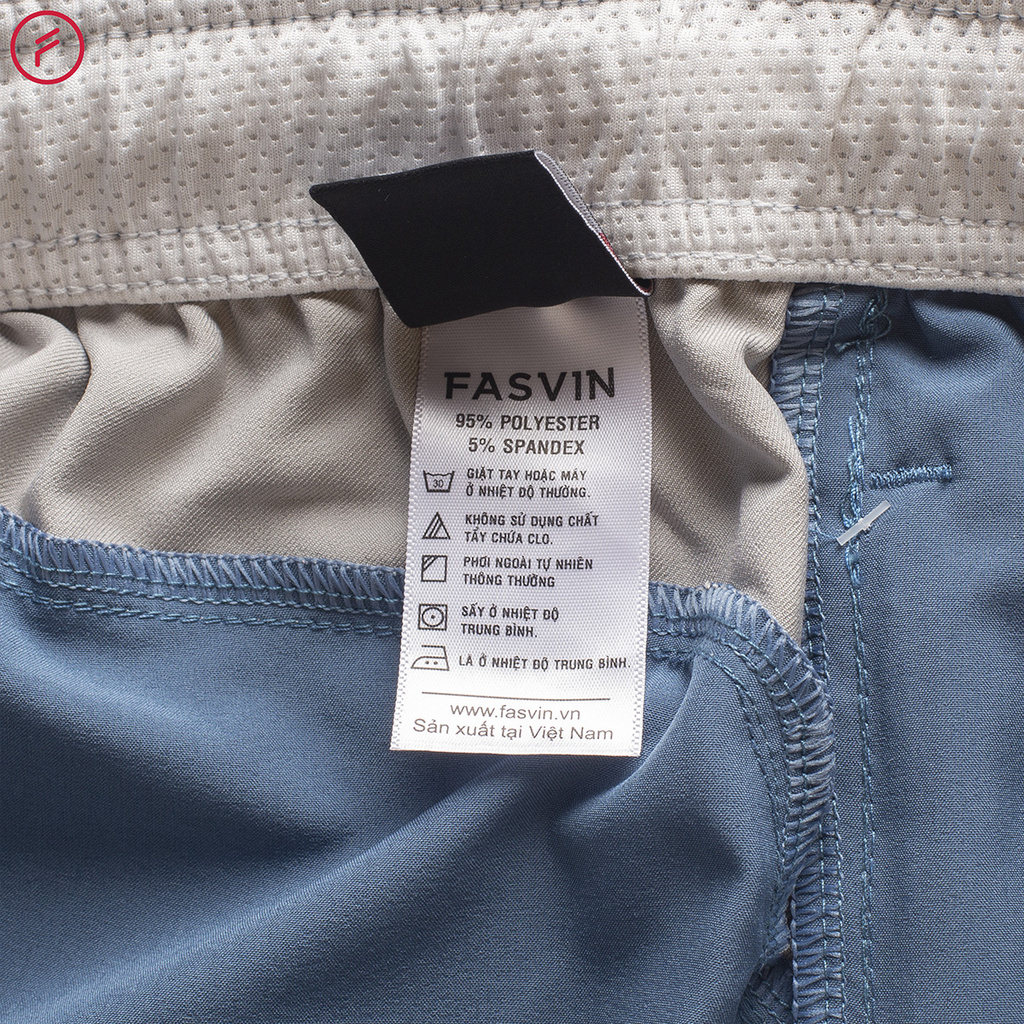 FASVIN
95% POLYESTER
5% SPANDEX
30
GIẶT TAY HOẶC MÁY
Ở NHIỆT ĐỘ THƯỜNG.
KHÔNG SỬ DỤNG CHẤT
TẨY CHỨA CLO.
PHƠI NGOÀI TỰ NHIÊN
THÔNG THƯỜNG
SẤY Ở NHIỆT ĐỘ
TRUNG BÌNH.
LÀ Ở NHIỆT ĐỘ TRUNG BÌNH.
www.fasvin.vn
Sản xuất tại Việt Nam